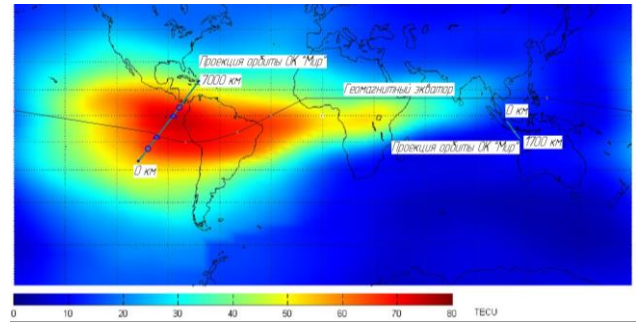 Проекция орбиты ОК "Мир"
7000 км
Геомагнитный экватор
0 км
Проекция орбиты ОК "Мир"
1700 км
0 км
0 10 20 30 40 50 60 70 80 TECU